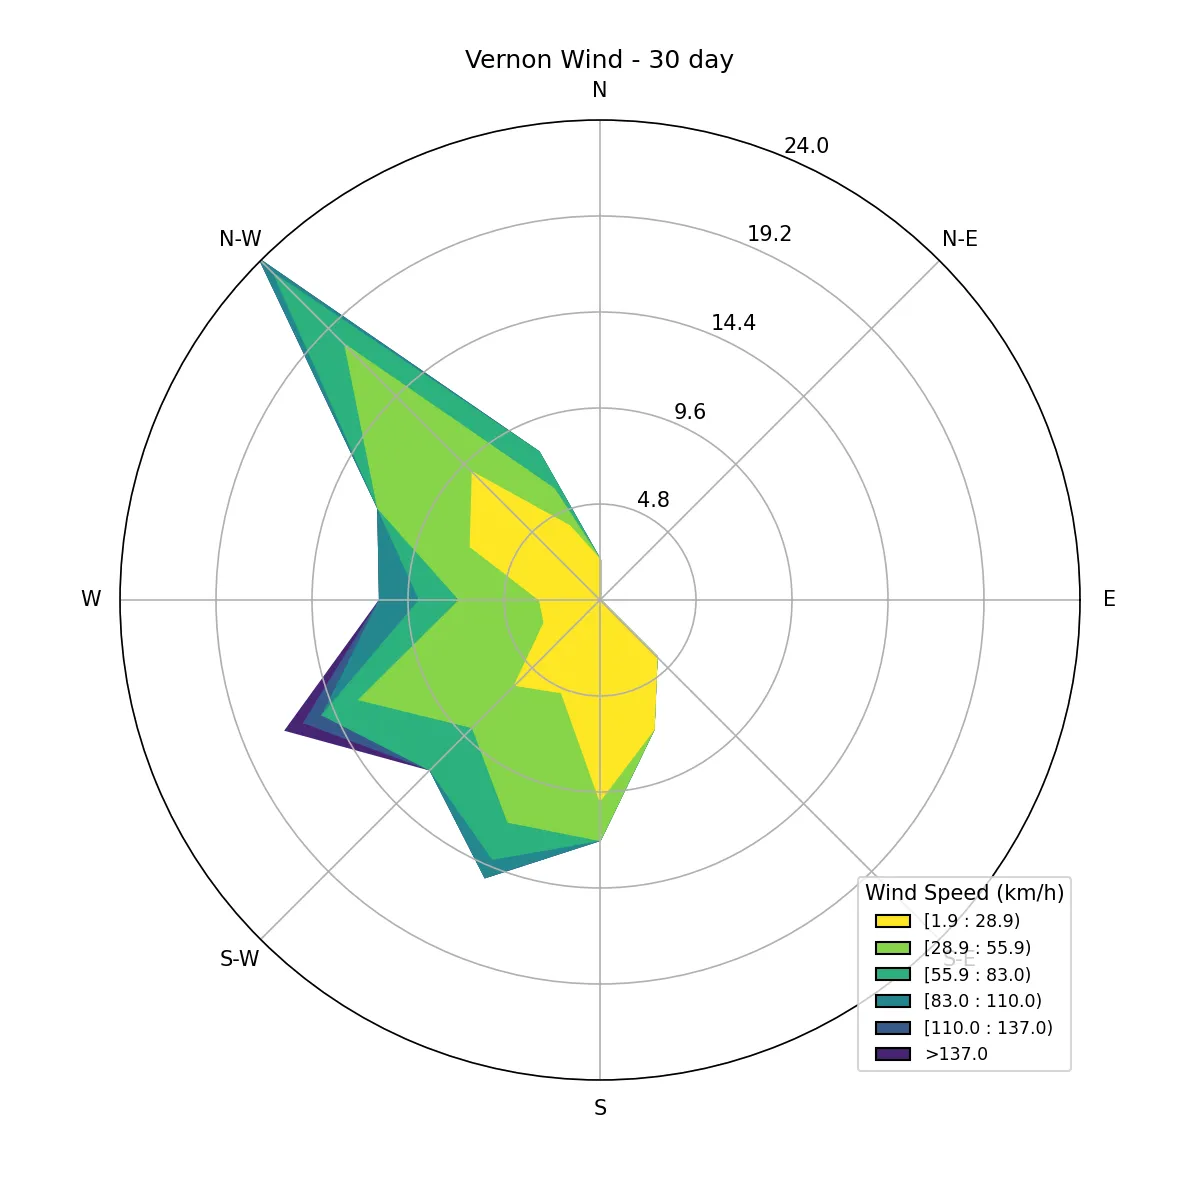 Vernon Wind - 30 day
N
24.0
19.2
N-W
N-E
14.4
9.6
4.8
W
E
Wind Speed (km/h)
[1.9 : 28.9)
[28.9 : 55.9)
S-W
S-E
[55.9 : 83.0)
[83.0 : 110.0)
[110.0 : 137.0)
>137.0
S